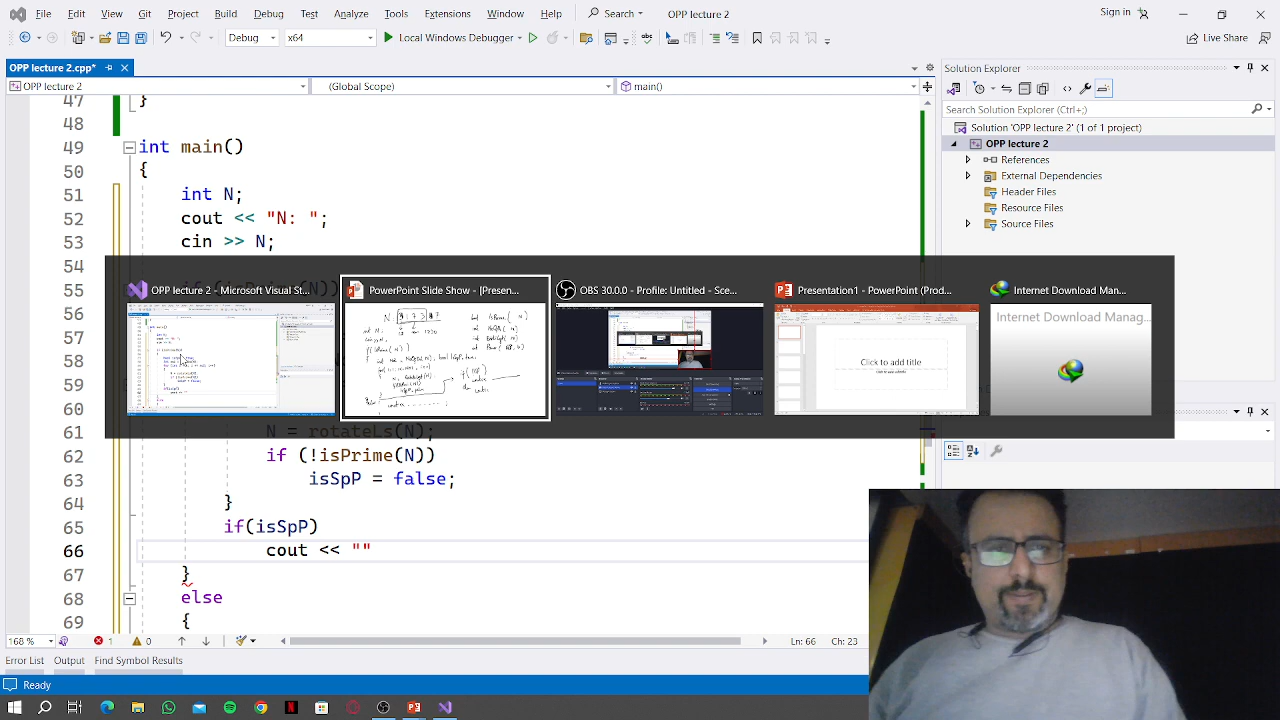 File Edit View Git Project Build Debug Test Analyze Tools Extensions Window Help Search OPP lecture 2 Sign in
Debug x64 Local Windows Debugger Live Share
OPP lecture 2.cpp*
OPP lecture 2 (Global Scope) main()
47 }
48
49 int main()
50 {
51 int N;
52 cout << "N: ";
53 cin >> N;
54
55
56
57
58
59
60
61 N = rotateLs(N);
62 if (!isPrime(N))
63 isSpP = false;
64 }
65 if(isSpP)
66 cout << ""
67 }
68 else
69 {
168 % 1 0 Ln: 66 Ch: 23
Error List Output Find Symbol Results
Ready
Solution Explorer
Search Solution Explorer (Ctrl+;)
Solution 'OPP lecture 2' (1 of 1 project)
OPP lecture 2
References
External Dependencies
Header Files
Resource Files
Source Files
OPP lecture 2 - Microsoft Visual St...
PowerPoint Slide Show - [Presen...
OBS 30.0.0 - Profile: Untitled - Sce...
Presentation1 - PowerPoint (Prod...
Click to add title
Internet Download Man...
Internet Download Manag...